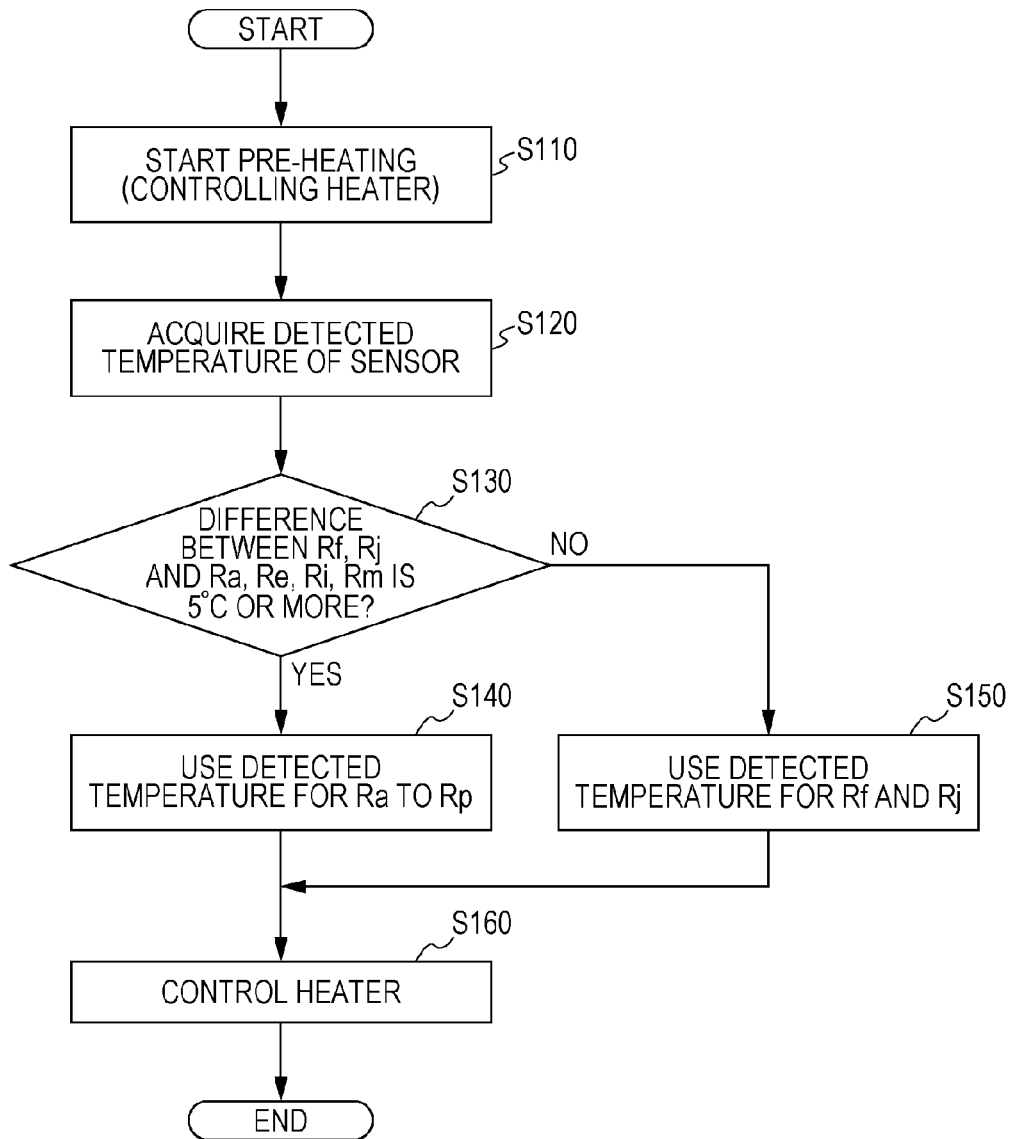 START
START PRE-HEATING
(CONTROLLING HEATER)
S110
ACQUIRE DETECTED
TEMPERATURE OF SENSOR
S120
DIFFERENCE
BETWEEN Rf, Rj
AND Ra, Re, Ri, Rm IS
5°C OR MORE?
S130
NO
YES
S140
USE DETECTED
TEMPERATURE FOR Ra TO Rp
S150
USE DETECTED
TEMPERATURE FOR Rf AND Rj
S160
CONTROL HEATER
END